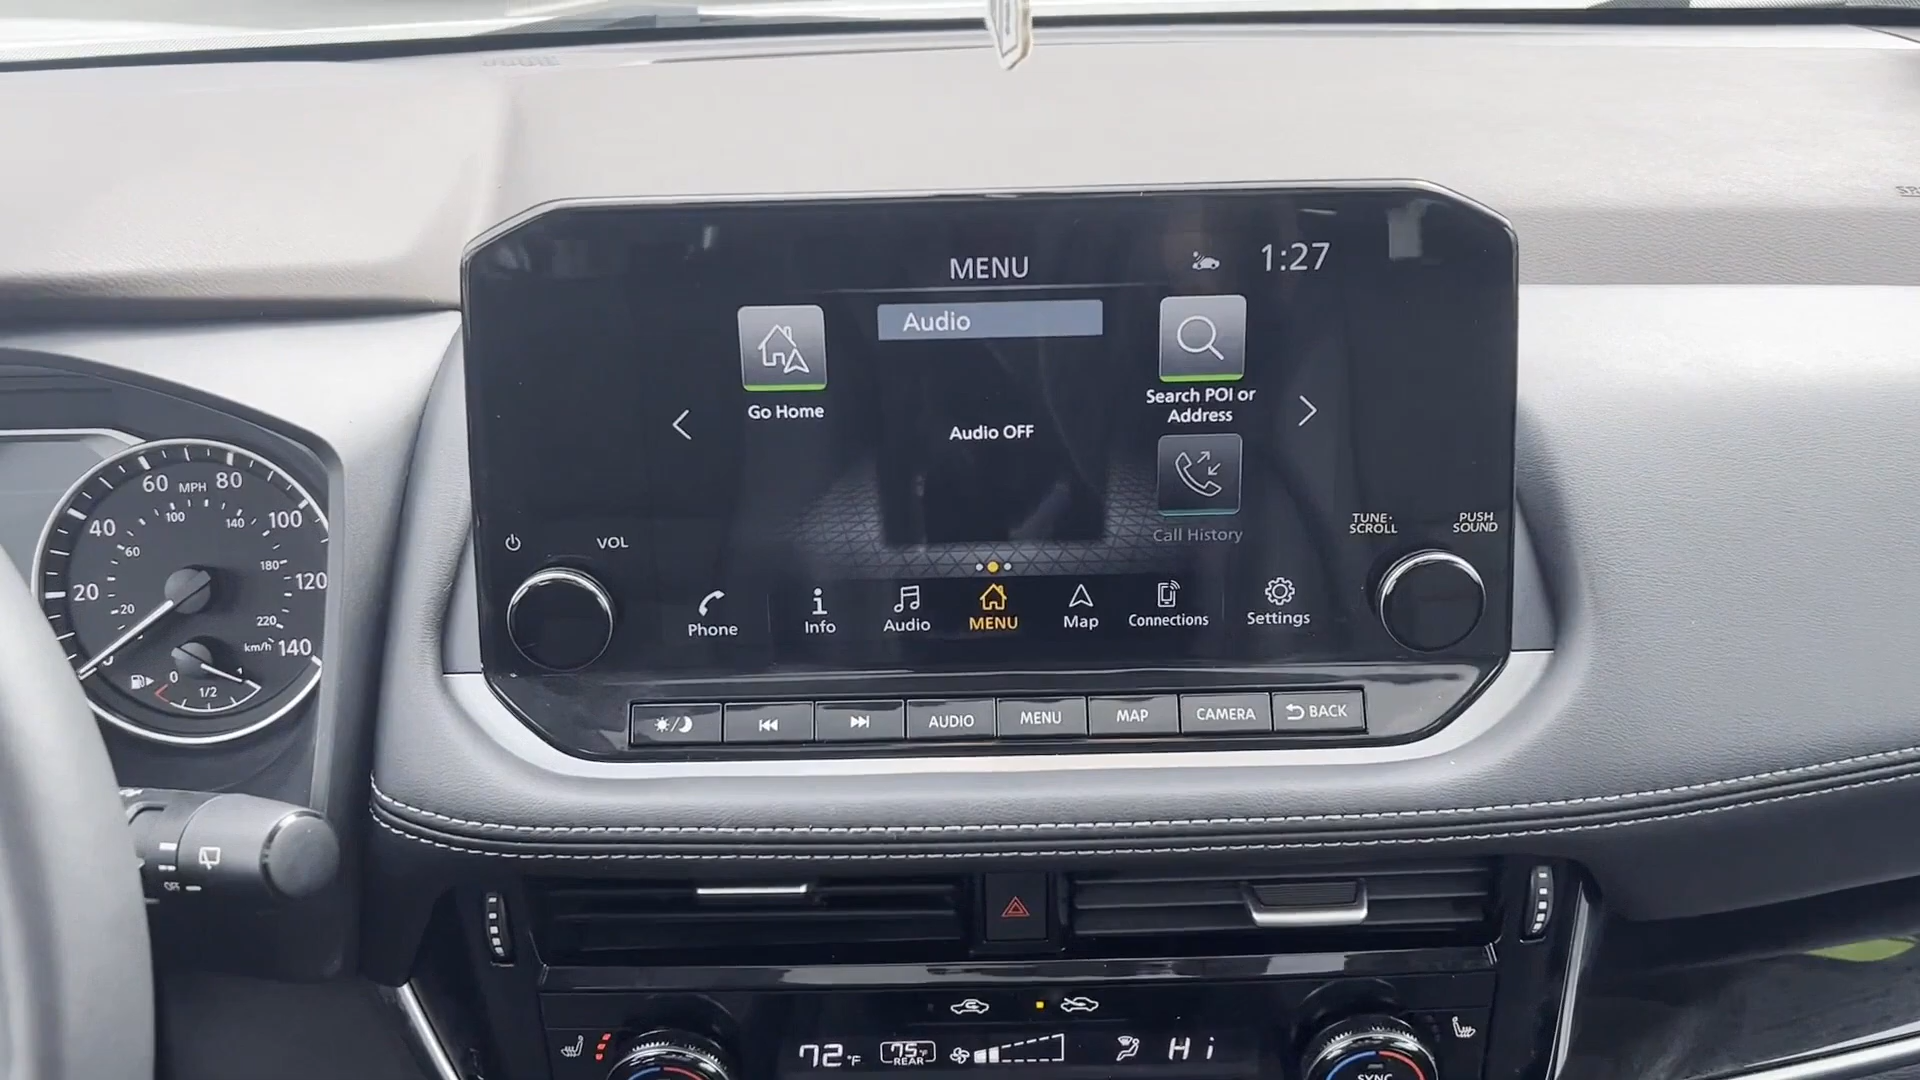 MENU
1:27
Audio
Go Home
Audio OFF
Search POI or
Address
Call History
VOL
TUNE·
SCROLL
PUSH
SOUND
Phone
Info
Audio
MENU
Map
Connections
Settings
AUDIO
MENU
MAP
CAMERA
BACK
60
MPH
80
40
100
140
100
60
180
120
20
20
220
km/h
140
0
1/2
1
OFF
72°F
75°F
REAR
Hi
SYNC